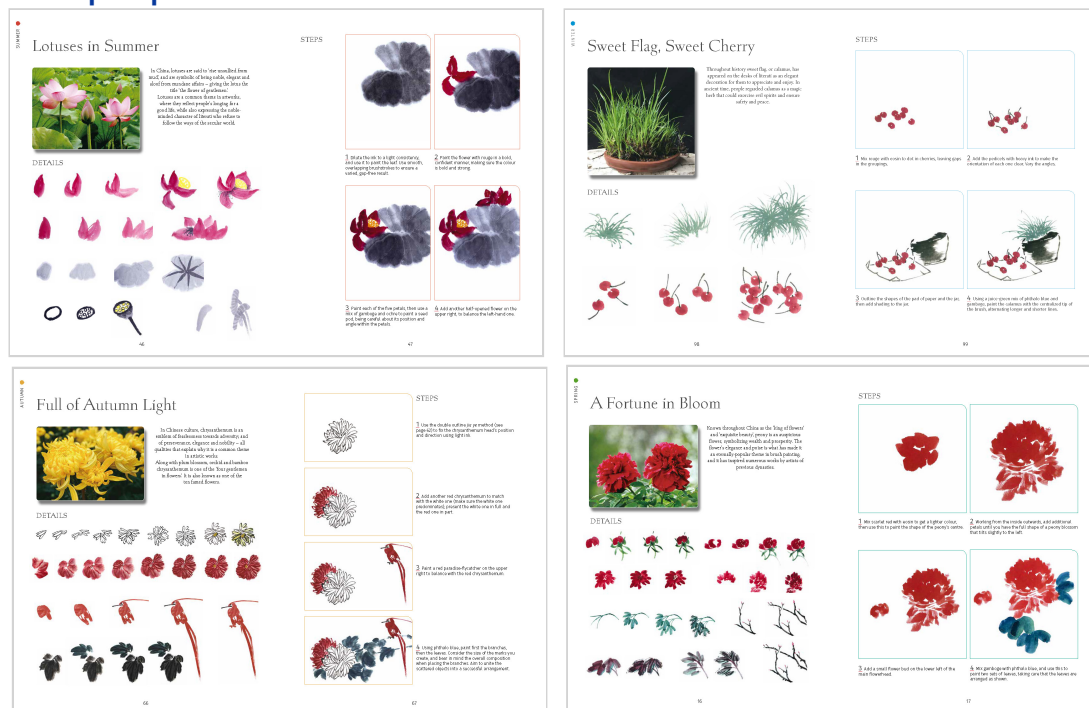 SUMMER
Lotuses in Summer
In China, lotuses are said to 'rise unsullied from
mud', and are symbols of being noble, elegant and
aloof from mundane affairs – giving the lotus the
title 'the flower of gentlemen.'
Lotuses are a common theme in artworks,
where they reflect people's longing for a
good life, while also expressing the noble-
minded character of literati who refuse to
follow the ways of the secular world.
DETAILS
46
STEPS
1 Dilute the ink to a light consistency,
and use it to paint the leaf. Use smooth,
overlapping brushstrokes to ensure a
varied, gap-free result.
2 Paint the flower with rouge in a bold,
confident manner, making sure the colour
is bold and strong.
3 Paint each of the five petals, then use a
mix of gamboge and ochre to paint a seed
pod, being careful about its position and
angle within the petals.
4 Add another half-opened flower on the
upper right, to balance the left-hand one.
47
WINTER
Sweet Flag, Sweet Cherry
Throughout history sweet flag, or calamus, has
appeared on the desks of literati as an elegant
decoration for them to appreciate and enjoy. In
ancient time, people regarded calamus as a magic
herb that could exorcise evil spirits and ensure
safety and peace.
DETAILS
98
STEPS
1 Mix rouge with eosin to dot in cherries, leaving gaps
in the groupings.
2 Add the pedicels with heavy ink to make the
orientation of each one clear. Vary the angles.
3 Outline the shapes of the pad of paper and the jar,
then add shading to the jar.
4 Using a juice-green mix of phthalo blue and
gamboge, paint the calamus with the centralized tip of
the brush, alternating longer and shorter lines.
99
AUTUMN
Full of Autumn Light
In Chinese culture, chrysanthemum is an
emblem of fearlessness towards adversity, and
of perseverance, elegance and nobility – all
qualities that explain why it is a common theme
in artistic works.
Along with plum blossom, orchid and bamboo
chrysanthemum is one of the 'four gentlemen
in flowers'. It is also known as one of the
ten famed flowers.
DETAILS
66
STEPS
1 Use the double outline
page 42) to fix the chrysanthemum head's position
and direction using light ink.
2 Add another red chrysanthemum to match
with the white one (make sure the white one
predominates); present the white one in full and
the red one in part.
3 Paint a red paradise-flycatcher on the upper
right to balance with the red chrysanthemum.
4 Using phthalo blue, paint first the branches,
then the leaves. Consider the size of the marks you
create, and bear in mind the overall composition
when placing the branches. Aim to unite the
scattered objects into a successful arrangement.
67
SPRING
A Fortune in Bloom
Known throughout China as the 'king of flowers'
and 'exquisite beauty', peony is an auspicious
flower, symbolizing wealth and prosperity. The
flower's elegance and poise is what has made it
an eternally popular theme in brush painting,
and it has inspired numerous works by artists of
previous dynasties.
DETAILS
16
STEPS
1 Mix scarlet red with eosin to get a lighter colour,
then use this to paint the shape of the peony's centre.
2 Working from the inside outwards, add additional
petals until you have the full shape of a peony blossom
that tilts slightly to the left.
3 Add a small flower bud on the lower left of the
main flowerhead.
4 Mix gamboge with phthalo blue, and use this to
paint two sets of leaves, taking care that the leaves are
arranged as shown.
17